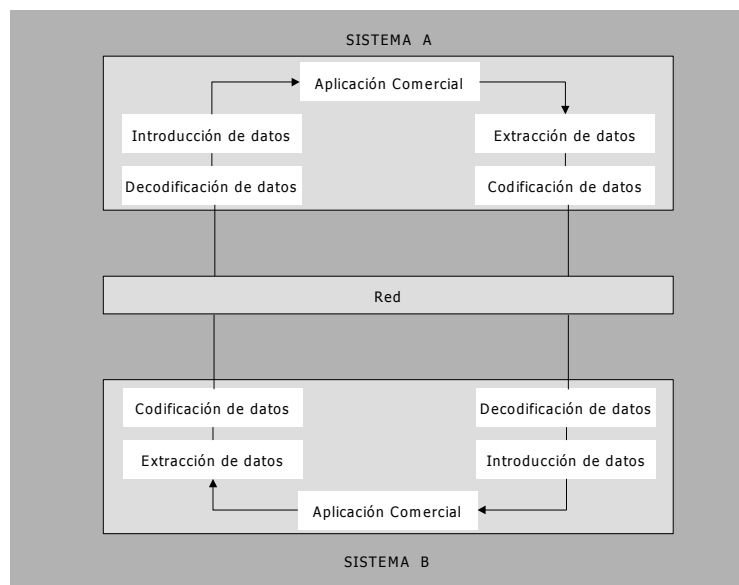 SISTEMA A
Aplicación Comercial
Introducción de datos
Extracción de datos
Decodificación de datos
Codificación de datos
Red
Codificación de datos
Decodificación de datos
Extracción de datos
Introducción de datos
Aplicación Comercial
SISTEMA B